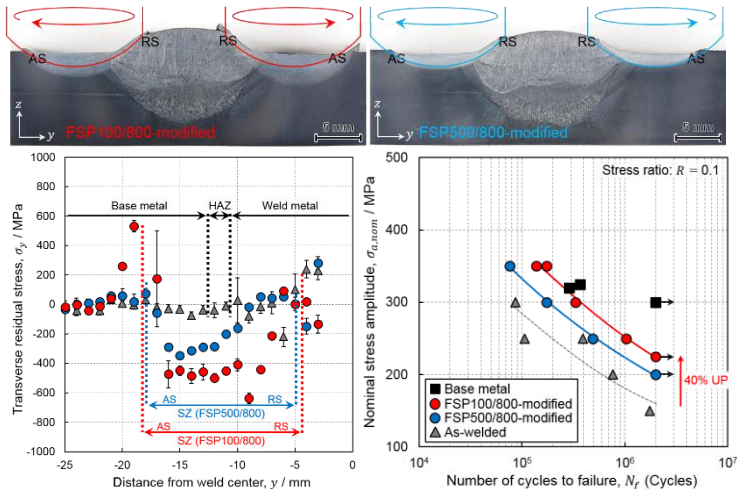 RS
RS
AS
AS
z
y
FSP100/800-modified
5 mm
RS
RS
AS
AS
z
y
FSP500/800-modified
5 mm
Transverse residual stress, σy / MPa
1000
800
600
400
200
0
-200
-400
-600
-800
-1000
Base metal
HAZ
Weld metal
AS
RS
SZ (FSP500/800)
AS
RS
SZ (FSP100/800)
-25
-20
-15
-10
-5
0
Distance from weld center, y / mm
Nominal stress amplitude, σa,nom / MPa
500
400
300
200
100
Stress ratio: R = 0.1
Base metal
FSP100/800-modified
FSP500/800-modified
As-welded
40% UP
10⁴
10⁵
10⁶
10⁷
Number of cycles to failure, Nf (Cycles)